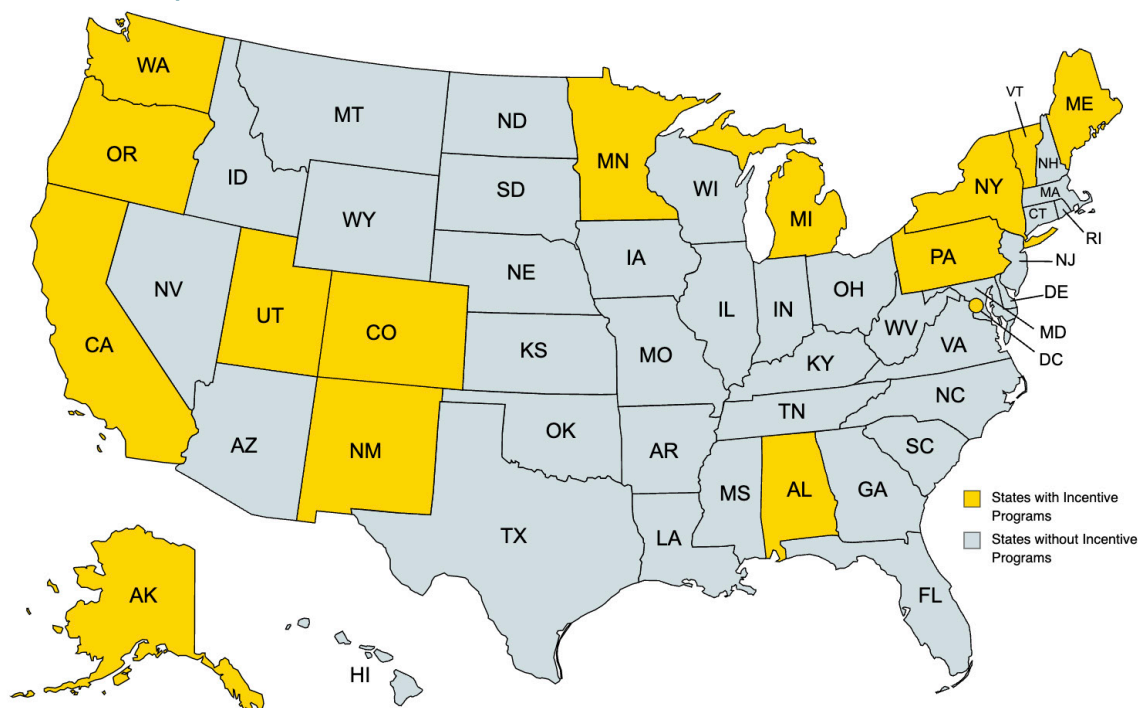 WA
MT
ND
MN
VT
ME
OR
ID
SD
WI
NH
NY
MA
WY
MI
CT
RI
IA
PA
NE
NJ
NV
OH
DE
IL
IN
UT
CO
WV
MD
CA
VA
KS
MO
DC
KY
NC
TN
OK
AZ
NM
AR
SC
MS
AL
GA
States with Incentive
Programs
TX
LA
States without Incentive
Programs
AK
FL
HI